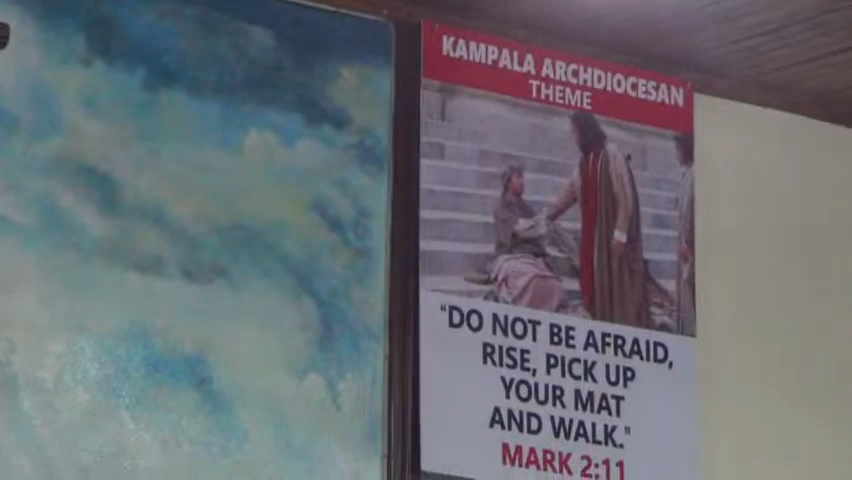 KAMPALA ARCHDIOCESAN
THEME
"DO NOT BE AFRAID,
RISE, PICK UP
YOUR MAT
AND WALK."
MARK 2:11